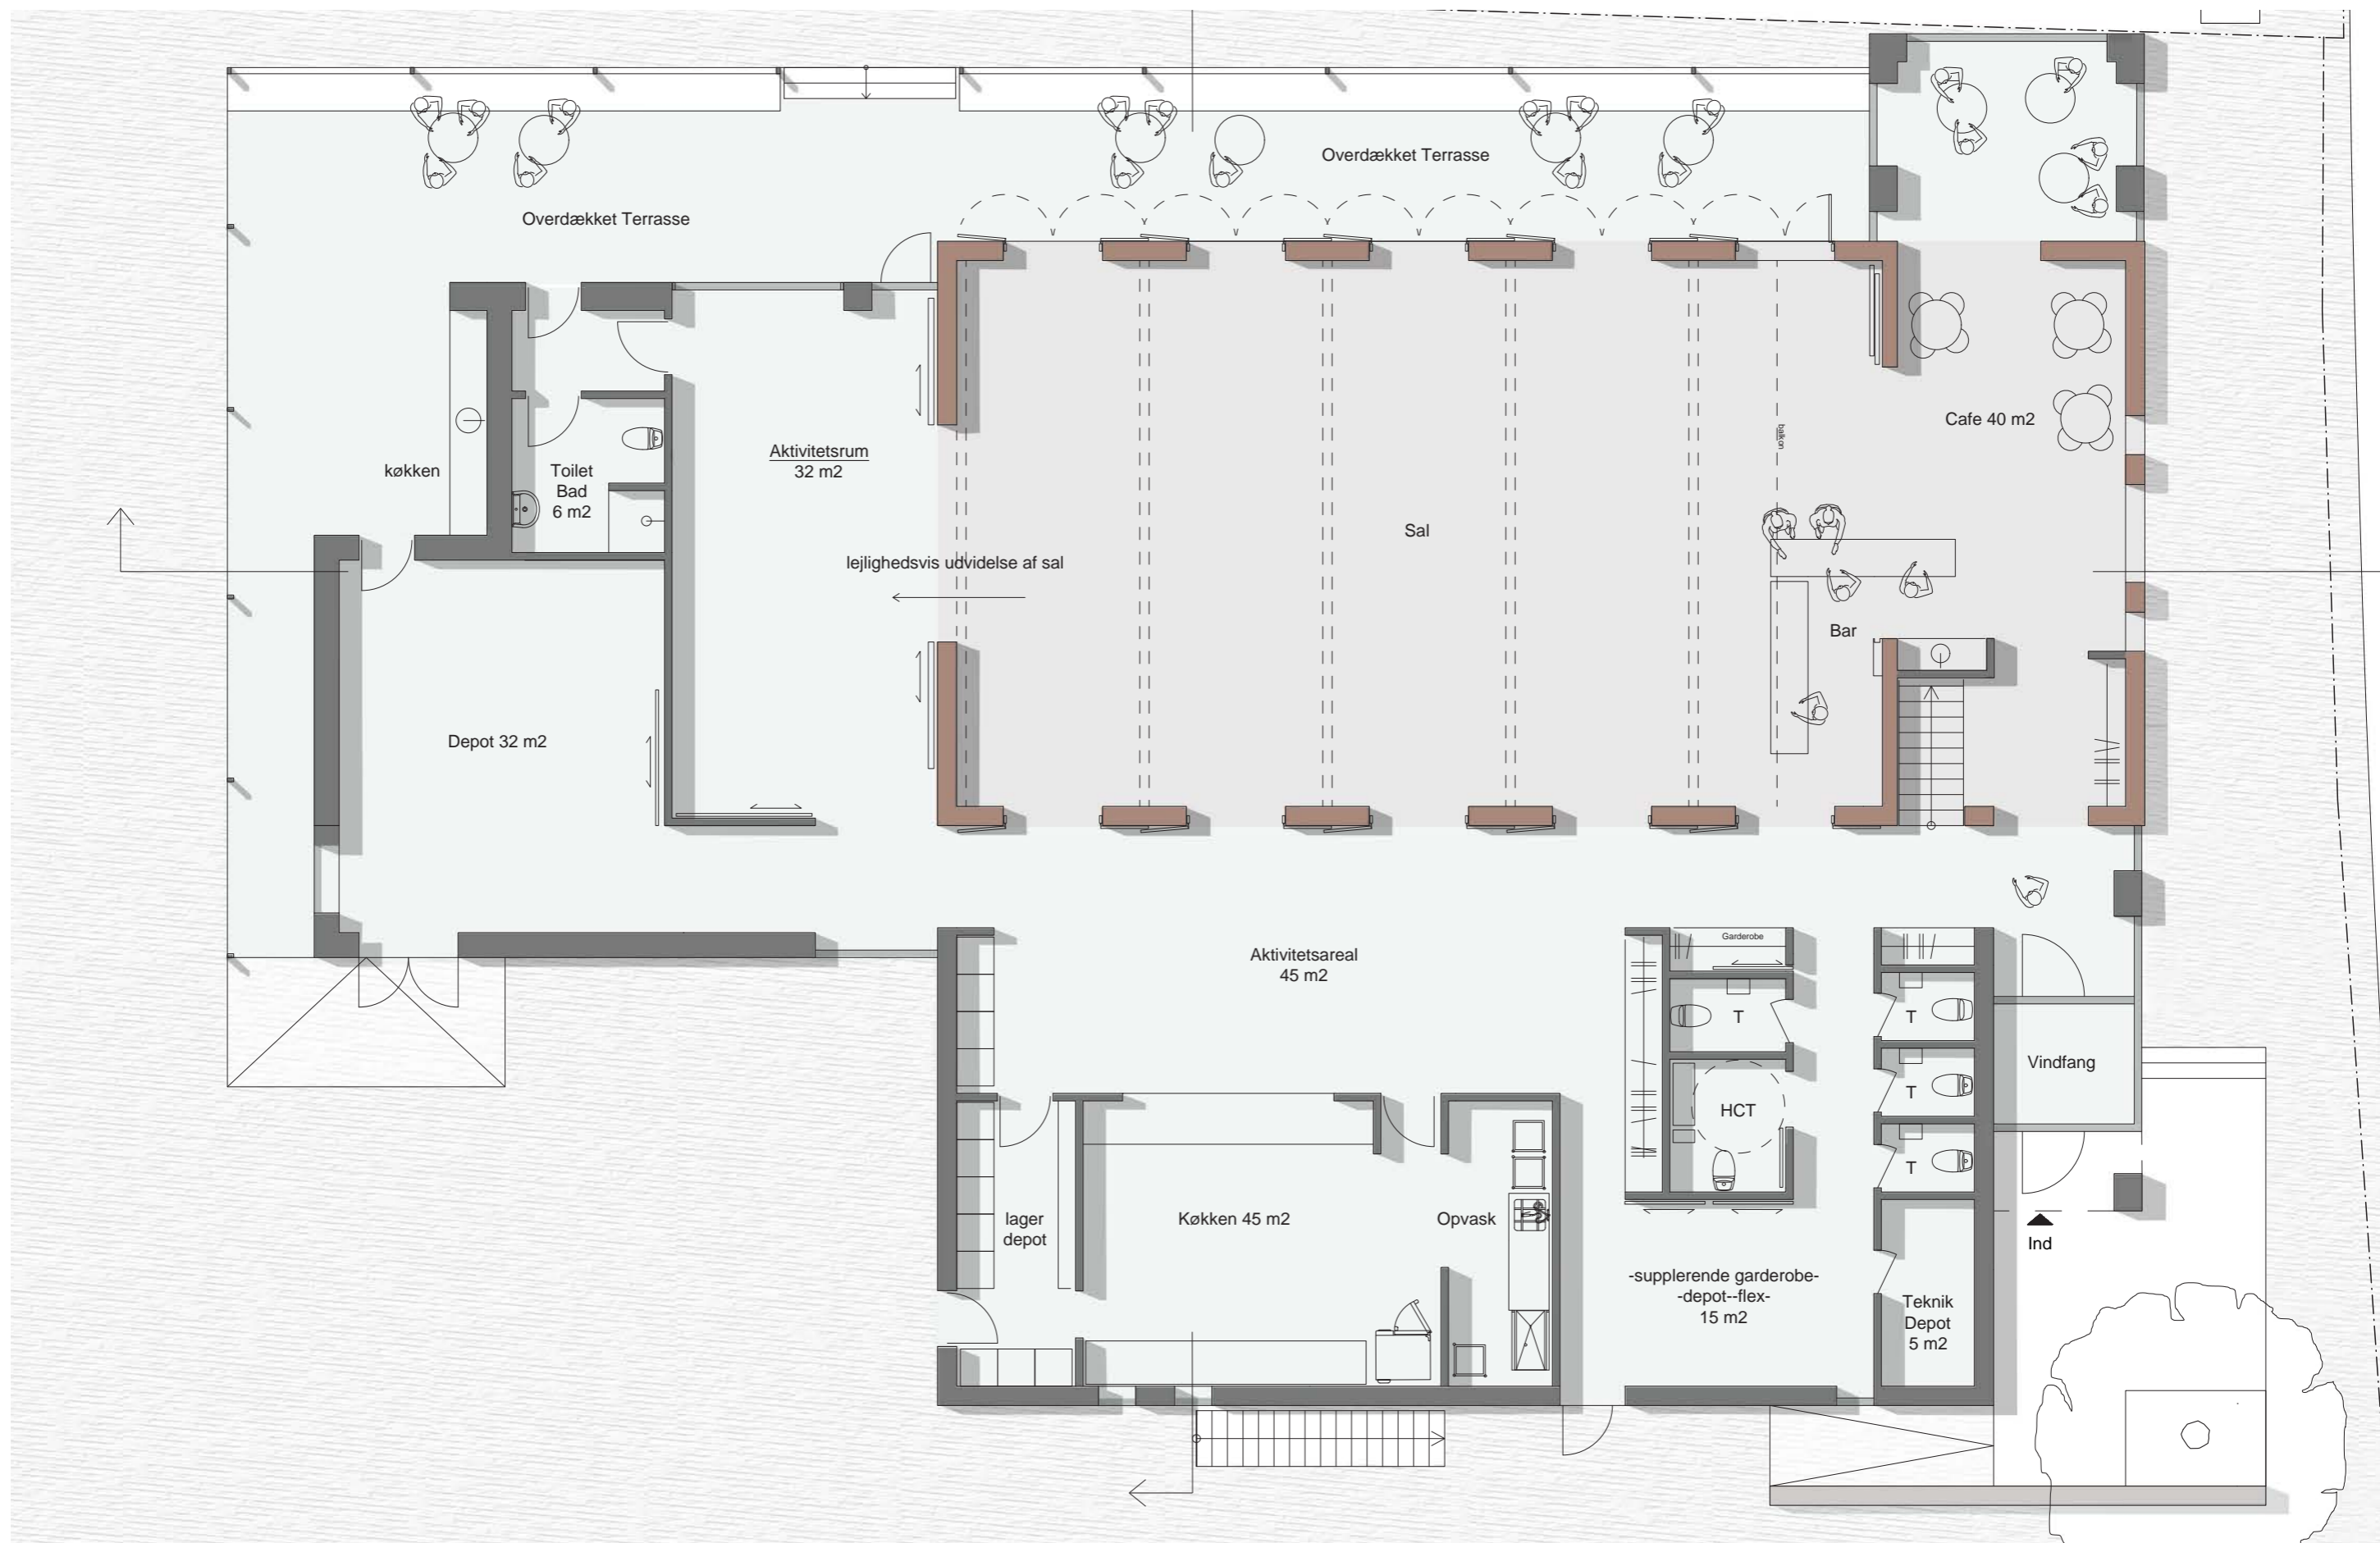 Overdækket Terrasse
Overdækket Terrasse
Cafe 40 m2
balkon
Aktivitetsrum
32 m2
køkken
Toilet
Bad
6 m2
Sal
lejlighedsvis udvidelse af sal
Bar
Depot 32 m2
Garderobe
Aktivitetsareal
45 m2
T
T
Vindfang
T
HCT
T
lager
depot
Køkken 45 m2
Opvask
Ind
-supplerende garderobe-
-depot--flex-
15 m2
Teknik
Depot
5 m2